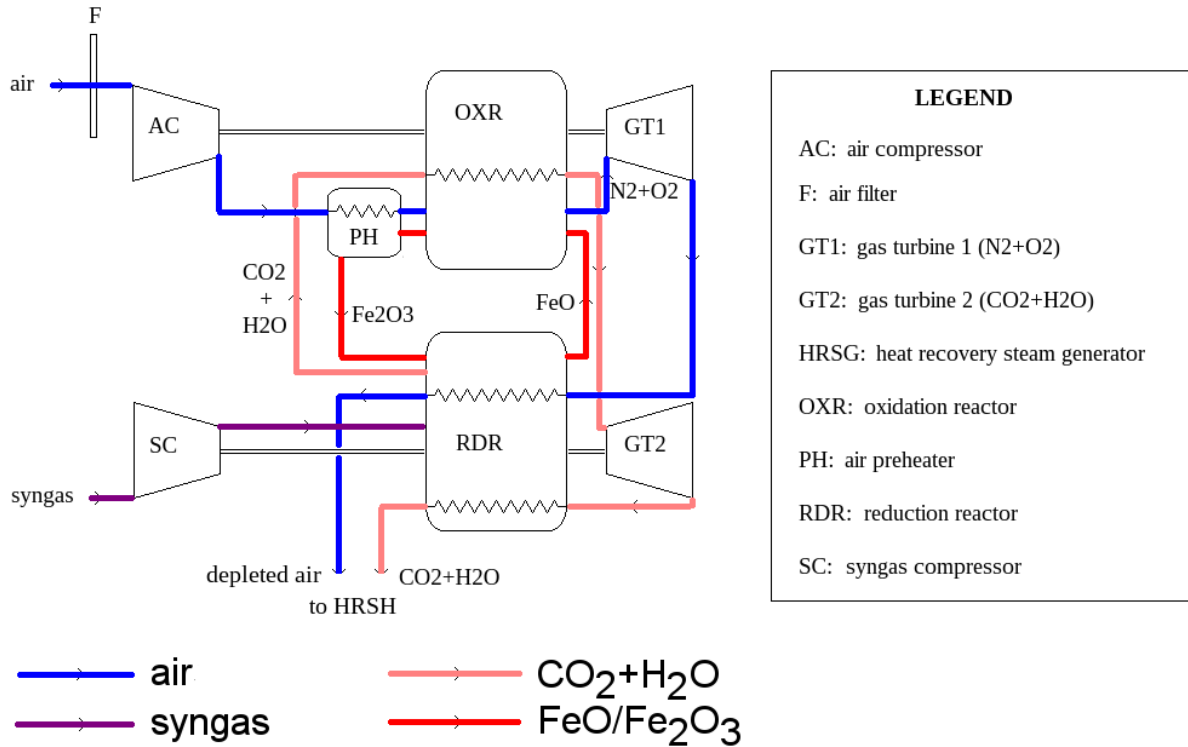 F
air
AC
OXR
GT1
N2+O2
PH
CO2
+
H2O
Fe2O3
FeO
SC
RDR
GT2
syngas
depleted air
CO2+H2O
to HRSH
LEGEND
AC: air compressor
F: air filter
GT1: gas turbine 1 (N2+O2)
GT2: gas turbine 2 (CO2+H2O)
HRSG: heat recovery steam generator
OXR: oxidation reactor
PH: air preheater
RDR: reduction reactor
SC: syngas compressor
air
CO₂+H₂O
syngas
FeO/Fe₂O₃